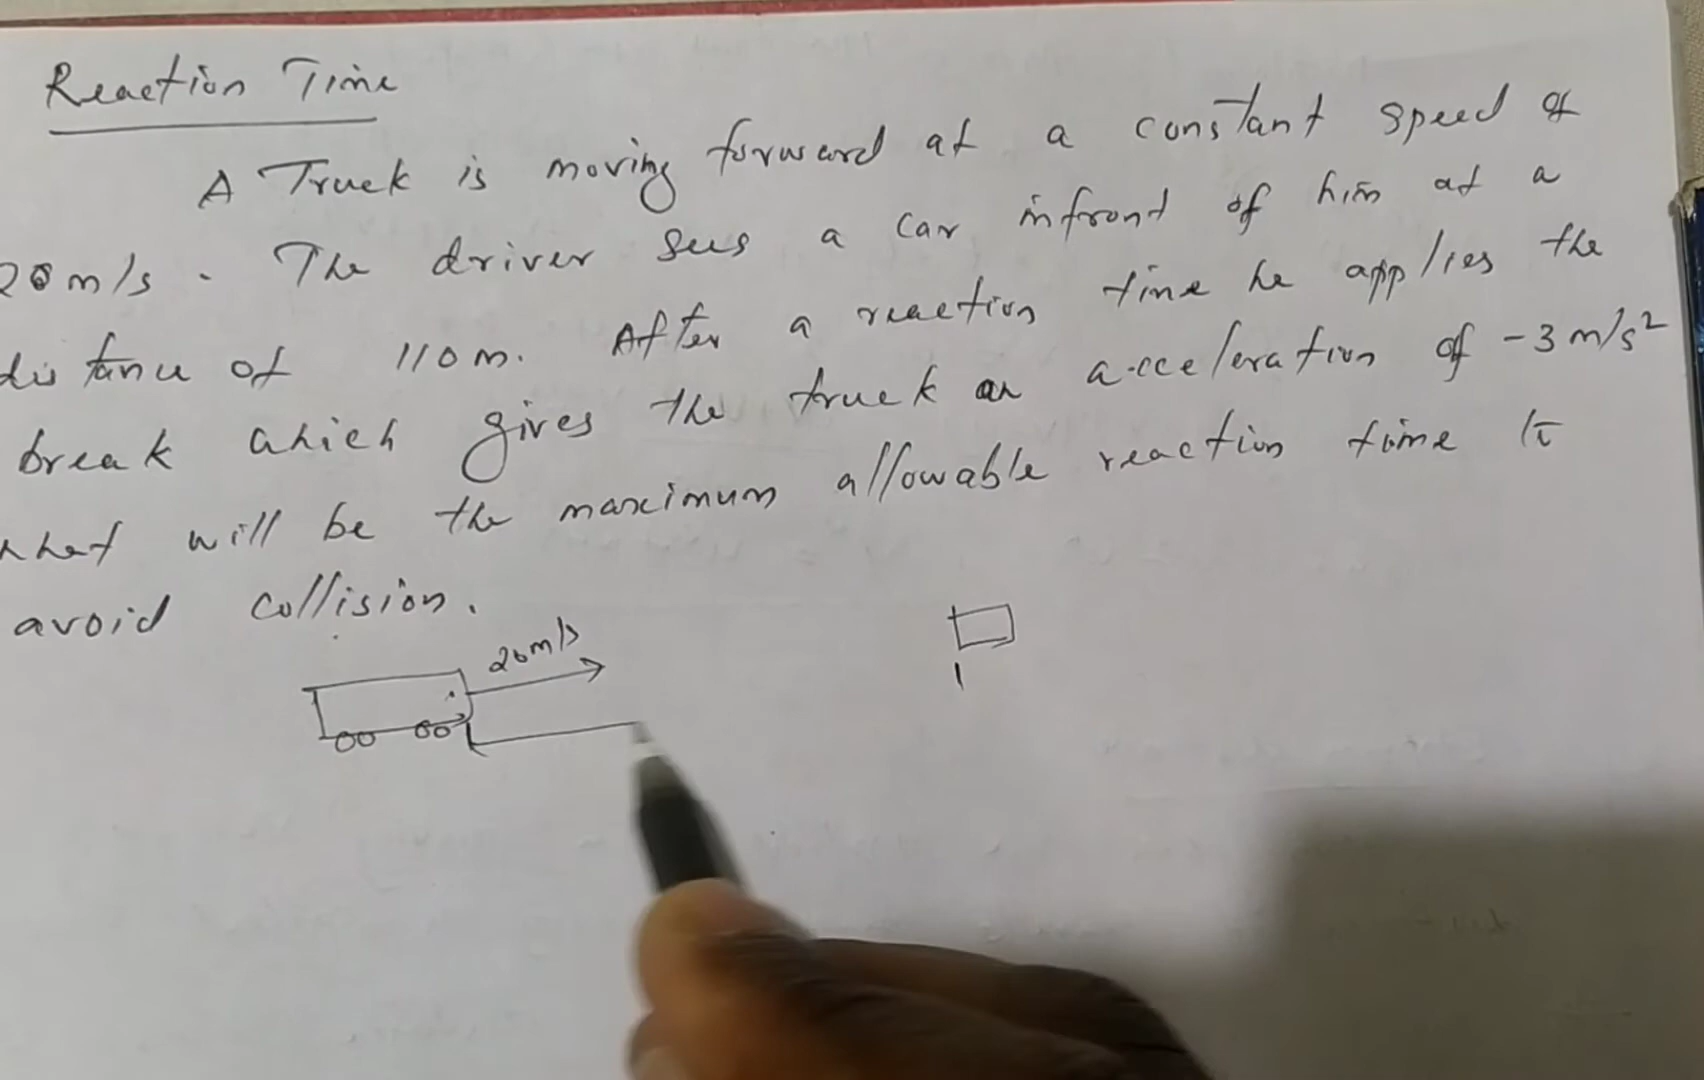 Reaction Time
A Truck is moving forward at a constant speed of
20 m/s. The driver sees a car infront of him at a
distance of 110 m. After a reaction time he applies the
break which gives the truck an acceleration of -3 m/s²
what will be the maximum allowable reaction time to
avoid collision.
20 m/s